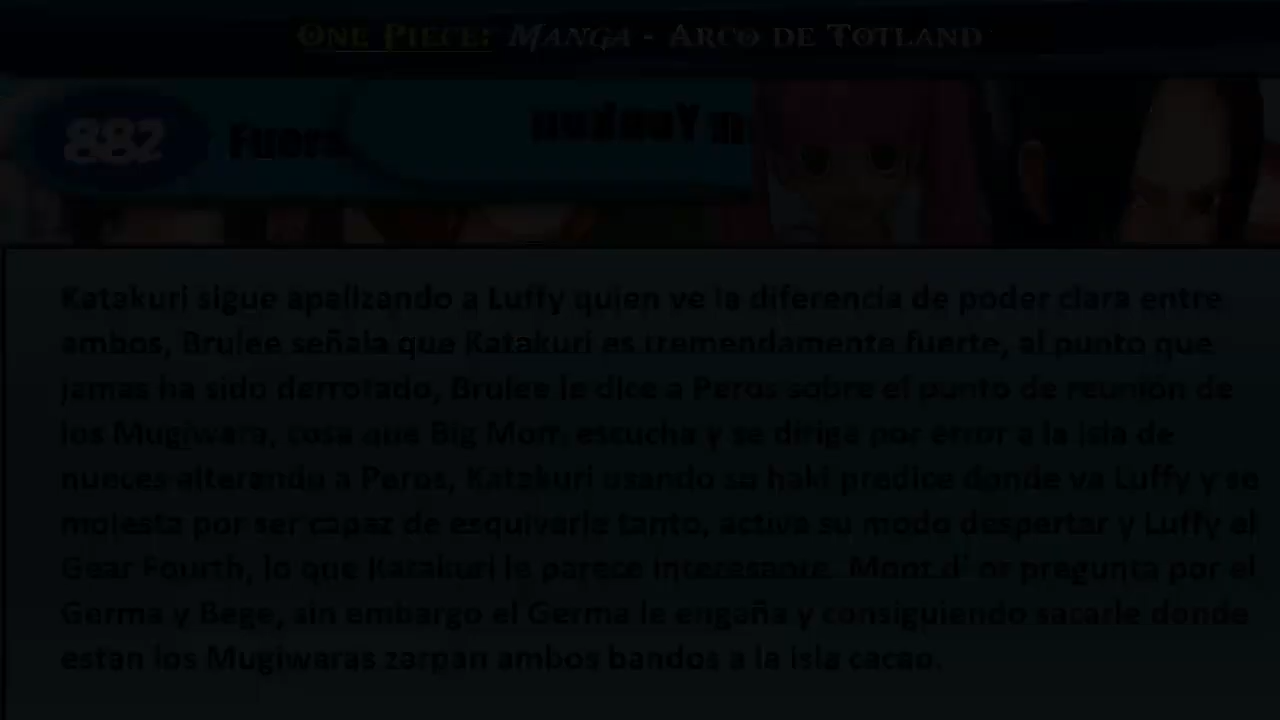 ONE PIECE: MANGA - ARCO DE TOTLAND
882 Fuera
Katakuri sigue apalizando a Luffy quien ve la diferencia de poder clara entre
ambos, Brulee señala que Katakuri es tremendamente fuerte, al punto que
jamas ha sido derrotado, Brulee le dice a Peros sobre el punto de reunión de
los Mugiwara, cosa que Big Mom escucha y se dirige por error a la isla de
nueces alterando a Peros, Katakuri usando su haki predice donde va Luffy y se
molesta por ser capaz de esquivarle tanto, activa su modo despertar y Luffy el
Gear Fourth, lo que Katakuri le parece interesante. Mont d´ or pregunta por el
Germa y Bege, sin embargo el Germa le engaña y consiguiendo sacarle donde
estan los Mugiwaras zarpan ambos bandos a la isla cacao.